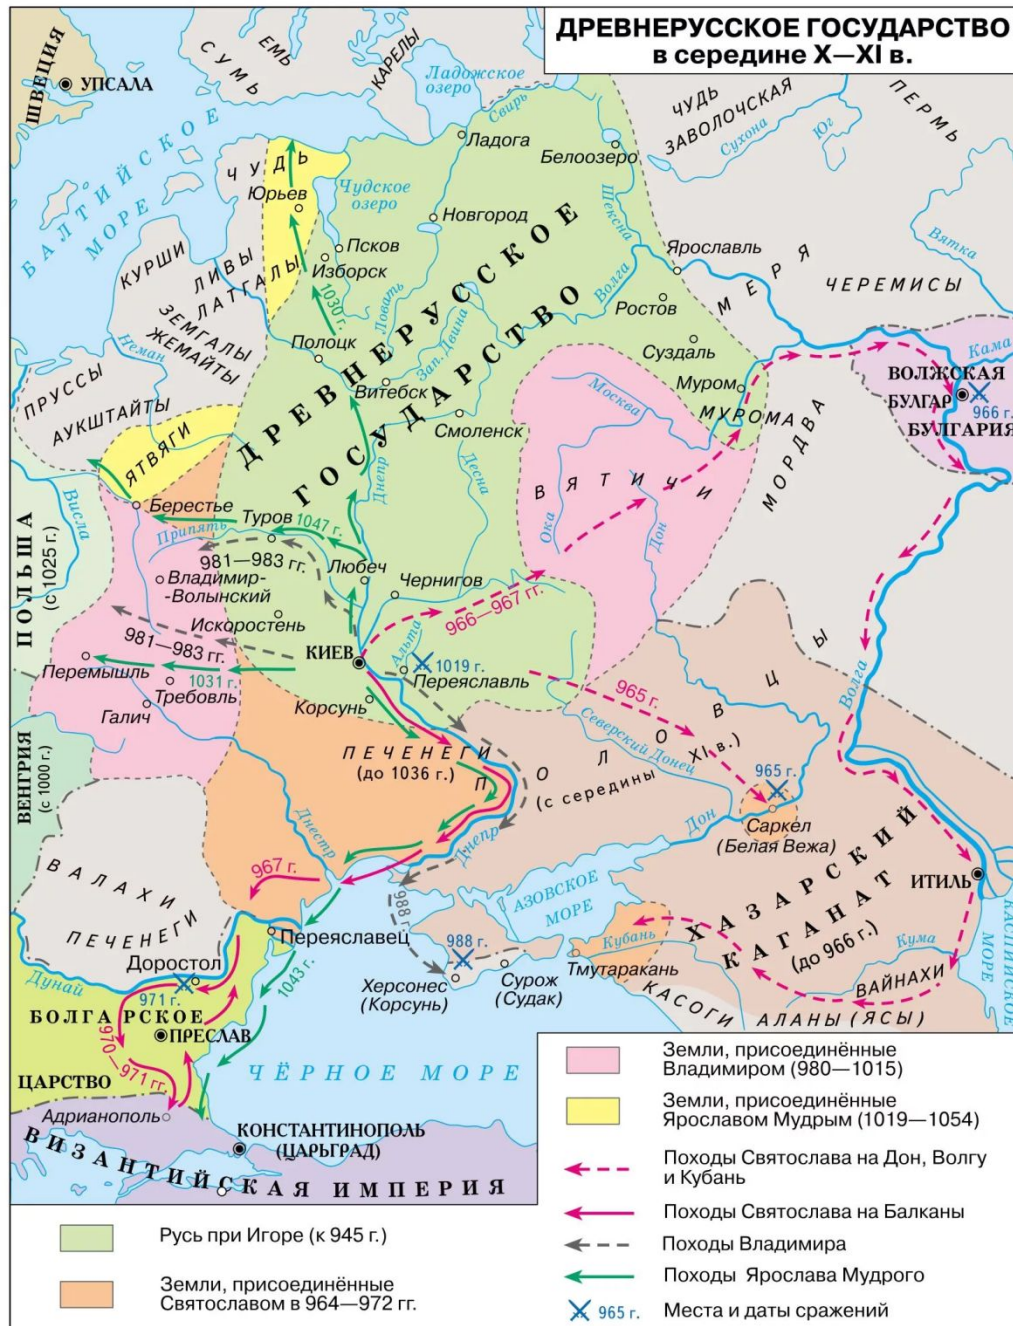 ДРЕВНЕРУССКОЕ ГОСУДАРСТВО
в середине X—XI в.
ШВЕЦИЯ
УПСАЛА
СУМЬ
ЕМЬ
КАРЕЛЫ
Ладожское
озеро
Свирь
Ладога
Белоозеро
ЧУДЬ
ЗАВОЛОЧСКАЯ
Сухона
Юг
ПЕРМЬ
БАЛТИЙСКОЕ
МОРЕ
ЧУДЬ
Юрьев
Чудское
озеро
Новгород
Шексна
Псков
Изборск
Ярославль
Вятка
КУРШИ
ЛИВЫ
ЛАТГАЛЫ
ЗЕМГАЛЫ
ЖЕМАЙТЫ
1030 г.
Ловать
Волга
Ростов
МЕРЯ
ЧЕРЕМИСЫ
Неман
Полоцк
Зап. Двина
Суздаль
Кама
ПРУССЫ
АУКШТАЙТЫ
Витебск
Смоленск
Москва
Муром
МУРОМА
ВОЛЖСКАЯ
БУЛГАР
966 г.
БУЛГАРИЯ
ДРЕВНЕРУССКОЕ
ГОСУДАРСТВО
ЯТВЯГИ
Днепр
Десна
ВЯТИЧИ
МОРДВА
Висла
Берестье
Туров
1047 г.
Припять
Ока
Дон
ПОЛЬША
(с 1025 г.)
981—983 гг.
Любеч
Чернигов
Владимир-
-Волынский
Искоростень
966—967 гг.
981—983 гг.
КИЕВ
Альта
1019 г.
Переяславль
Перемышль
1031 г.
Требовль
Галич
Корсунь
965 г.
Волга
ВЕНГРИЯ
(с 1000 г.)
ПЕЧЕНЕГИ
(до 1036 г.)
ПОЛОВЦЫ
(с середины XI в.)
Северский Донец
965 г.
Саркел
(Белая Вежа)
Днестр
Днепр
Дон
ВАЛАХИ
967 г.
ПЕЧЕНЕГИ
988 г.
АЗОВСКОЕ
МОРЕ
ХАЗАРСКИЙ
КАГАНАТ
(до 966 г.)
ИТИЛЬ
КАСПИЙСКОЕ
МОРЕ
Переяславец
988 г.
Кубань
Кума
Доростол
Дунай
971 г.
1043 г.
Херсонес
(Корсунь)
Сурож
(Судак)
Тмутаракань
ВАЙНАХИ
КАСОГИ
АЛАНЫ (ЯСЫ)
БОЛГАРСКОЕ
ПРЕСЛАВ
970—971 гг.
ЦАРСТВО
ЧЁРНОЕ МОРЕ
Адрианополь
КОНСТАНТИНОПОЛЬ
(ЦАРЬГРАД)
ВИЗАНТИЙСКАЯ ИМПЕРИЯ
Земли, присоединённые
Владимиром (980—1015)
Земли, присоединённые
Ярославом Мудрым (1019—1054)
Походы Святослава на Дон, Волгу
и Кубань
Походы Святослава на Балканы
Походы Владимира
Походы Ярослава Мудрого
965 г. Места и даты сражений
Русь при Игоре (к 945 г.)
Земли, присоединённые
Святославом в 964—972 гг.